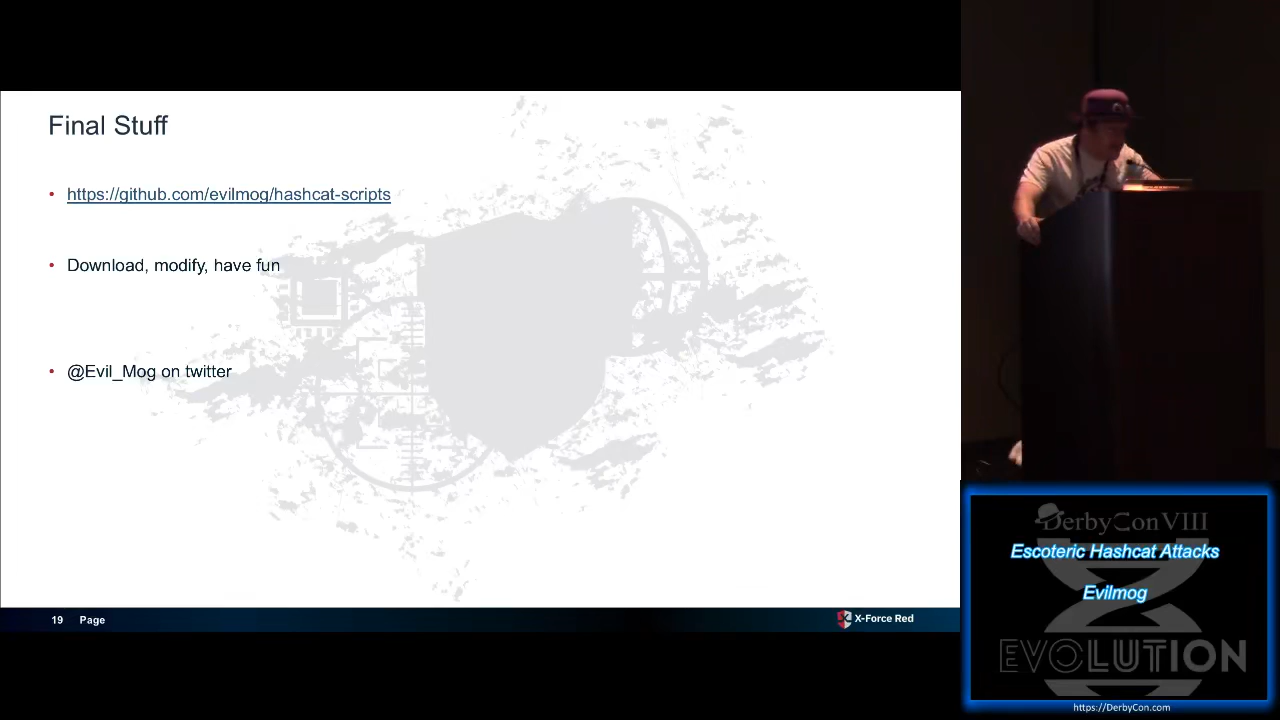 Final Stuff
• https://github.com/evilmog/hashcat-scripts
• Download, modify, have fun
• @Evil_Mog on twitter
19 Page
X-Force Red
DerbyCon VIII
Escoteric Hashcat Attacks
Evilmog
EVOLUTION
https://DerbyCon.com